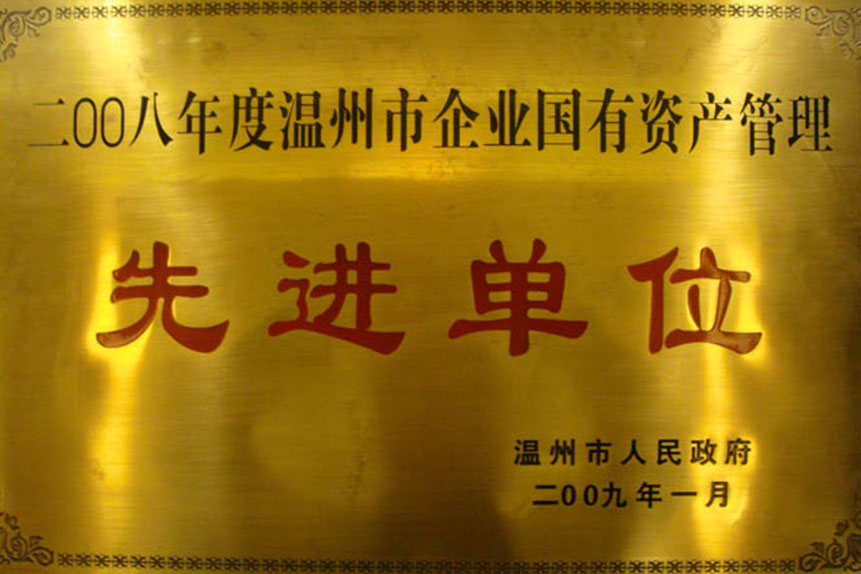 二00八年度温州市企业国有资产管理
先进单位
温州市人民政府
二00九年一月